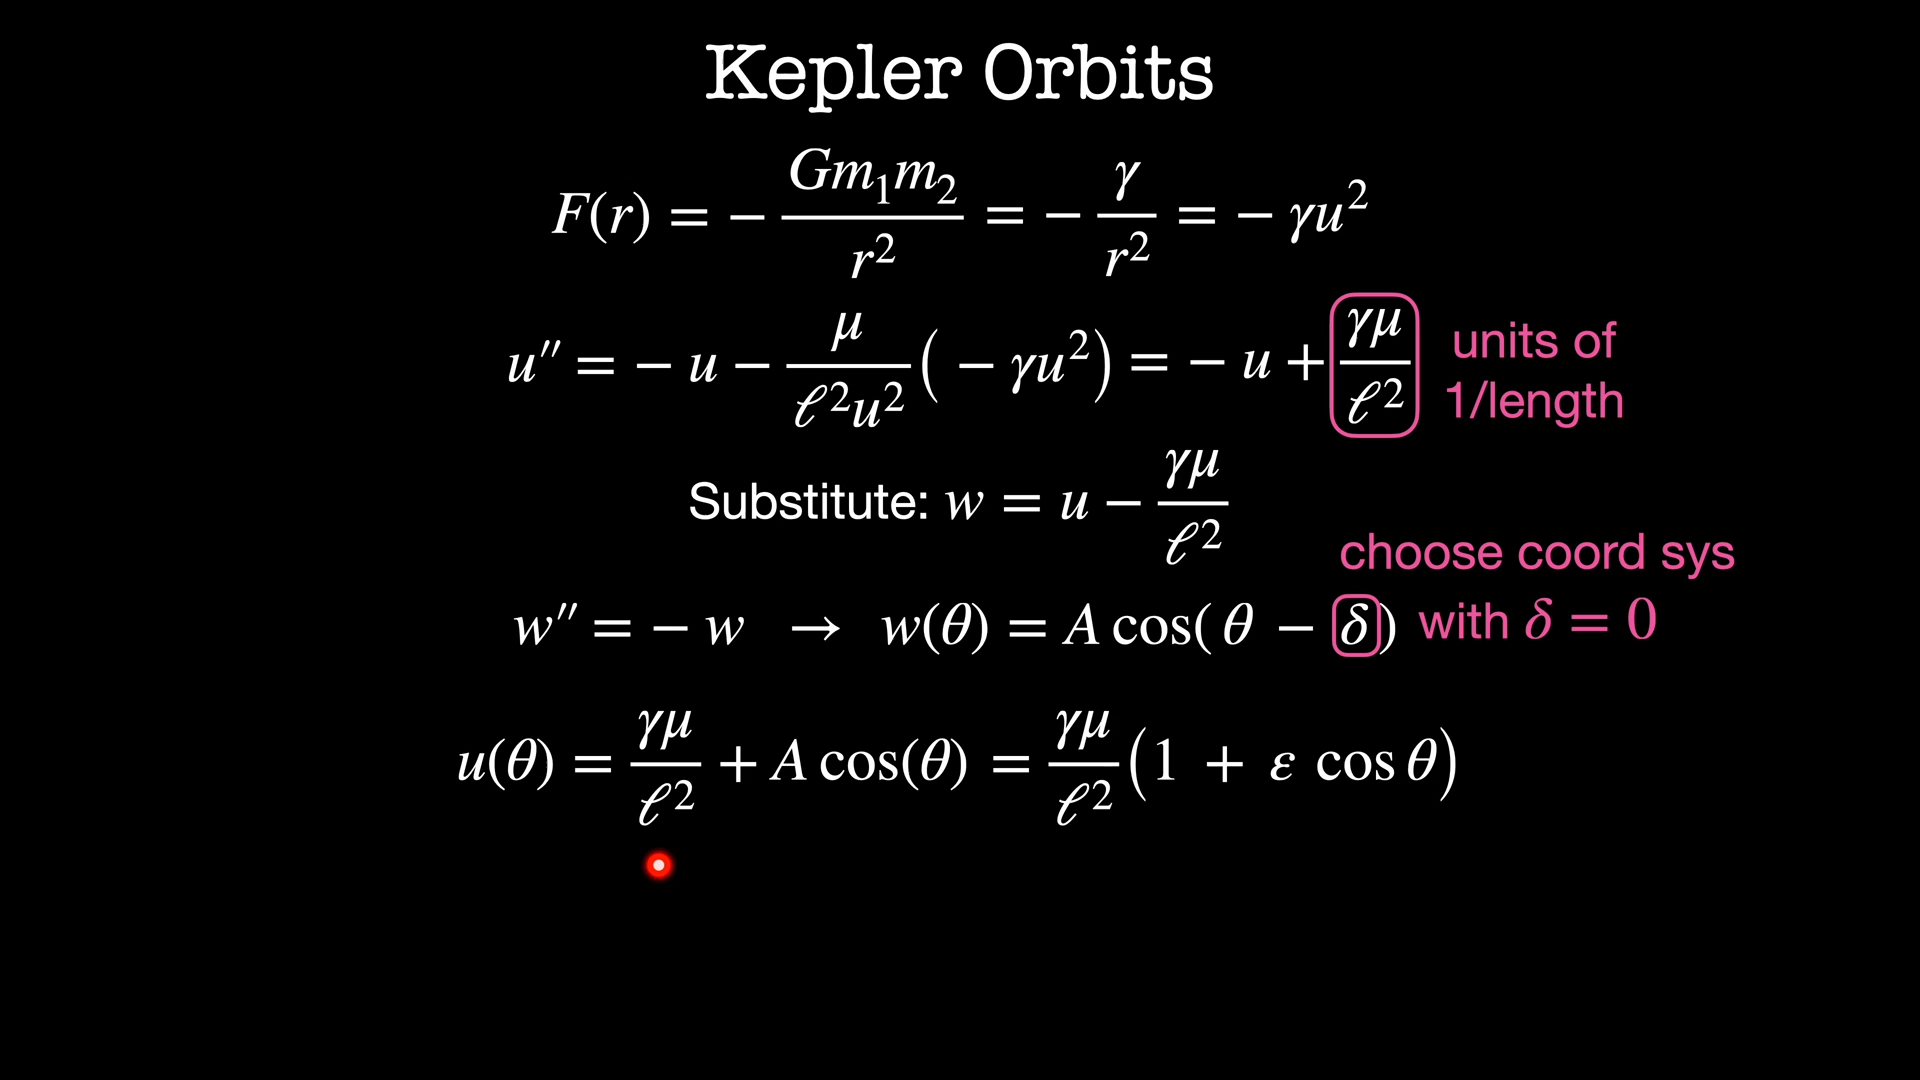 Kepler Orbits
F(r) = − Gm₁m₂ / r² = − γ / r² = − γu²
u″ = − u − μ / ℓ²u² ( − γu²) = − u + γμ / ℓ² units of 1/length
Substitute: w = u − γμ / ℓ²
choose coord sys
w″ = − w → w(θ) = A cos( θ − δ) with δ = 0
u(θ) = γμ / ℓ² + A cos(θ) = γμ / ℓ² (1 + ε cos θ)